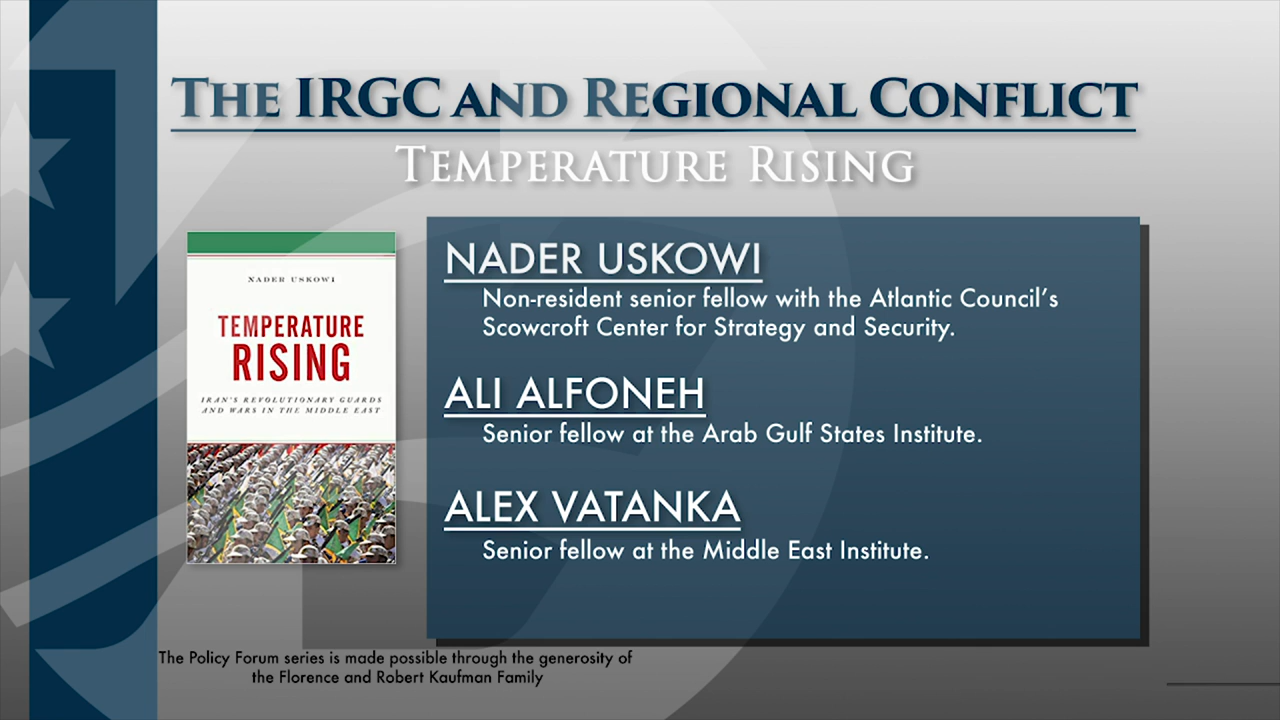 THE IRGC AND REGIONAL CONFLICT
TEMPERATURE RISING
NADER USKOWI
TEMPERATURE
RISING
IRAN'S REVOLUTIONARY GUARDS
AND WARS IN THE MIDDLE EAST
NADER USKOWI
Non-resident senior fellow with the Atlantic Council's
Scowcroft Center for Strategy and Security.
ALI ALFONEH
Senior fellow at the Arab Gulf States Institute.
ALEX VATANKA
Senior fellow at the Middle East Institute.
The Policy Forum series is made possible through the generosity of
the Florence and Robert Kaufman Family